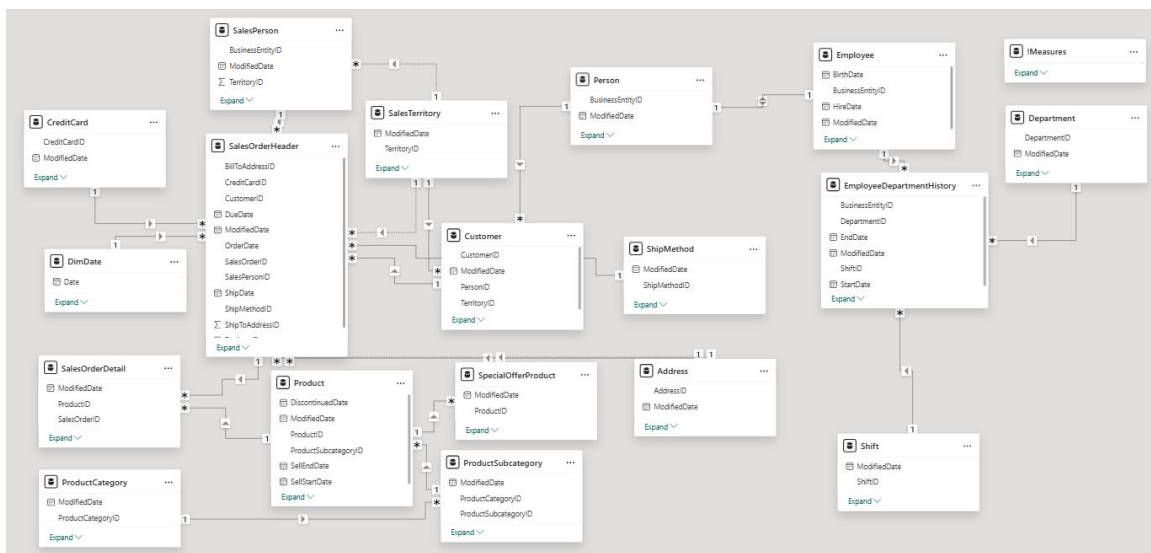 SalesPerson
BusinessEntityID
ModifiedDate
Σ TerritoryID
Expand
CreditCard
CreditCardID
ModifiedDate
Expand
SalesOrderHeader
BillToAddressID
CreditCardID
CustomerID
DueDate
ModifiedDate
OrderDate
SalesOrderID
SalesPersonID
ShipDate
ShipMethodID
Σ ShipToAddressID
Expand
SalesTerritory
ModifiedDate
TerritoryID
Expand
Person
BusinessEntityID
ModifiedDate
Expand
Employee
BirthDate
BusinessEntityID
HireDate
ModifiedDate
Expand
!Measures
Expand
Department
DepartmentID
ModifiedDate
Expand
EmployeeDepartmentHistory
BusinessEntityID
DepartmentID
EndDate
ModifiedDate
ShiftID
StartDate
Expand
DimDate
Date
Expand
Customer
CustomerID
ModifiedDate
PersonID
TerritoryID
Expand
ShipMethod
ModifiedDate
ShipMethodID
Expand
SalesOrderDetail
ModifiedDate
ProductID
SalesOrderID
Expand
Product
DiscontinuedDate
ModifiedDate
ProductID
ProductSubcategoryID
SellEndDate
SellStartDate
Expand
SpecialOfferProduct
ModifiedDate
ProductID
Expand
Address
AddressID
ModifiedDate
Expand
ProductCategory
ModifiedDate
ProductCategoryID
Expand
ProductSubcategory
ModifiedDate
ProductCategoryID
ProductSubcategoryID
Expand
Shift
ModifiedDate
ShiftID
Expand